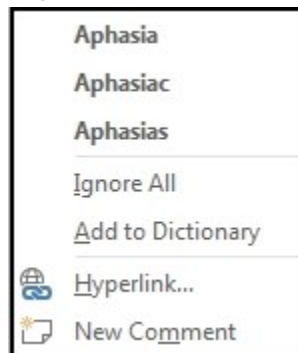 Aphasia
Aphasiac
Aphasias
Ignore All
Add to Dictionary
Hyperlink...
New Comment